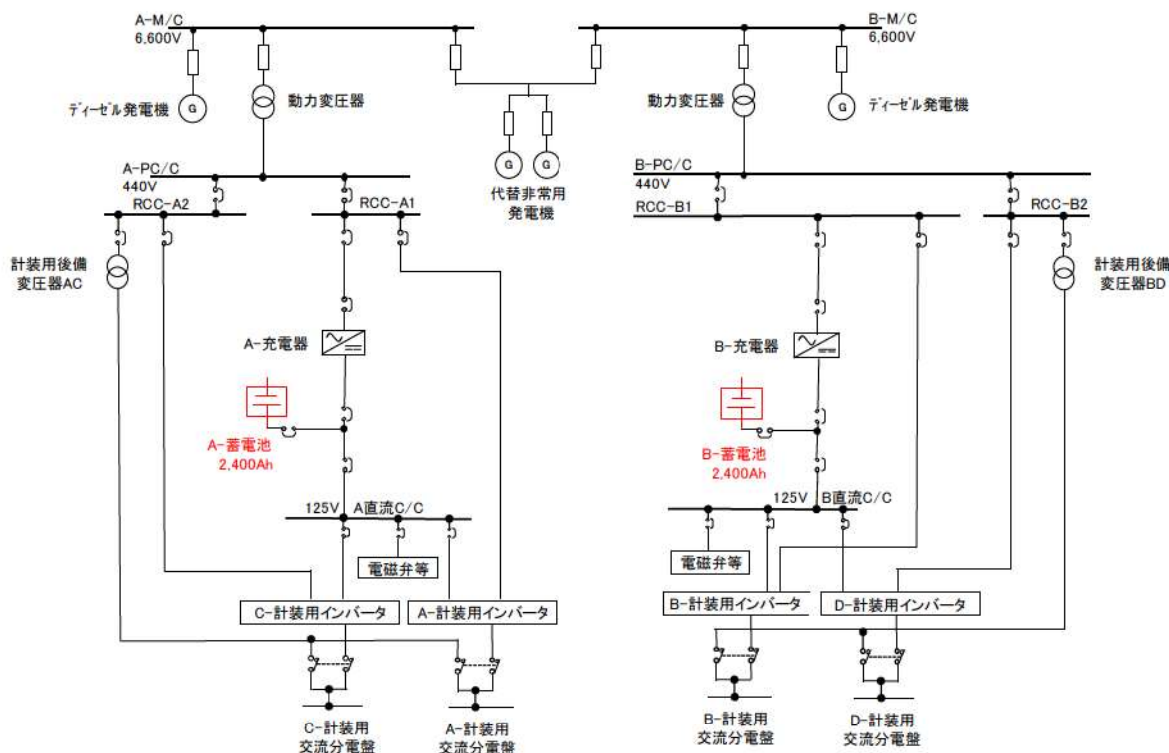 A-M/C
6,600V
B-M/C
6,600V
ディーゼル発電機
G
動力変圧器
G
G
代替非常用
発電機
動力変圧器
G
ディーゼル発電機
A-PC/C
440V
B-PC/C
440V
RCC-A2
RCC-A1
RCC-B1
RCC-B2
計装用後備
変圧器AC
計装用後備
変圧器BD
A-充電器
B-充電器
A-蓄電池
2,400Ah
B-蓄電池
2,400Ah
125V A直流C/C
125V B直流C/C
電磁弁等
電磁弁等
C-計装用インバータ
A-計装用インバータ
B-計装用インバータ
D-計装用インバータ
C-計装用
交流分電盤
A-計装用
交流分電盤
B-計装用
交流分電盤
D-計装用
交流分電盤